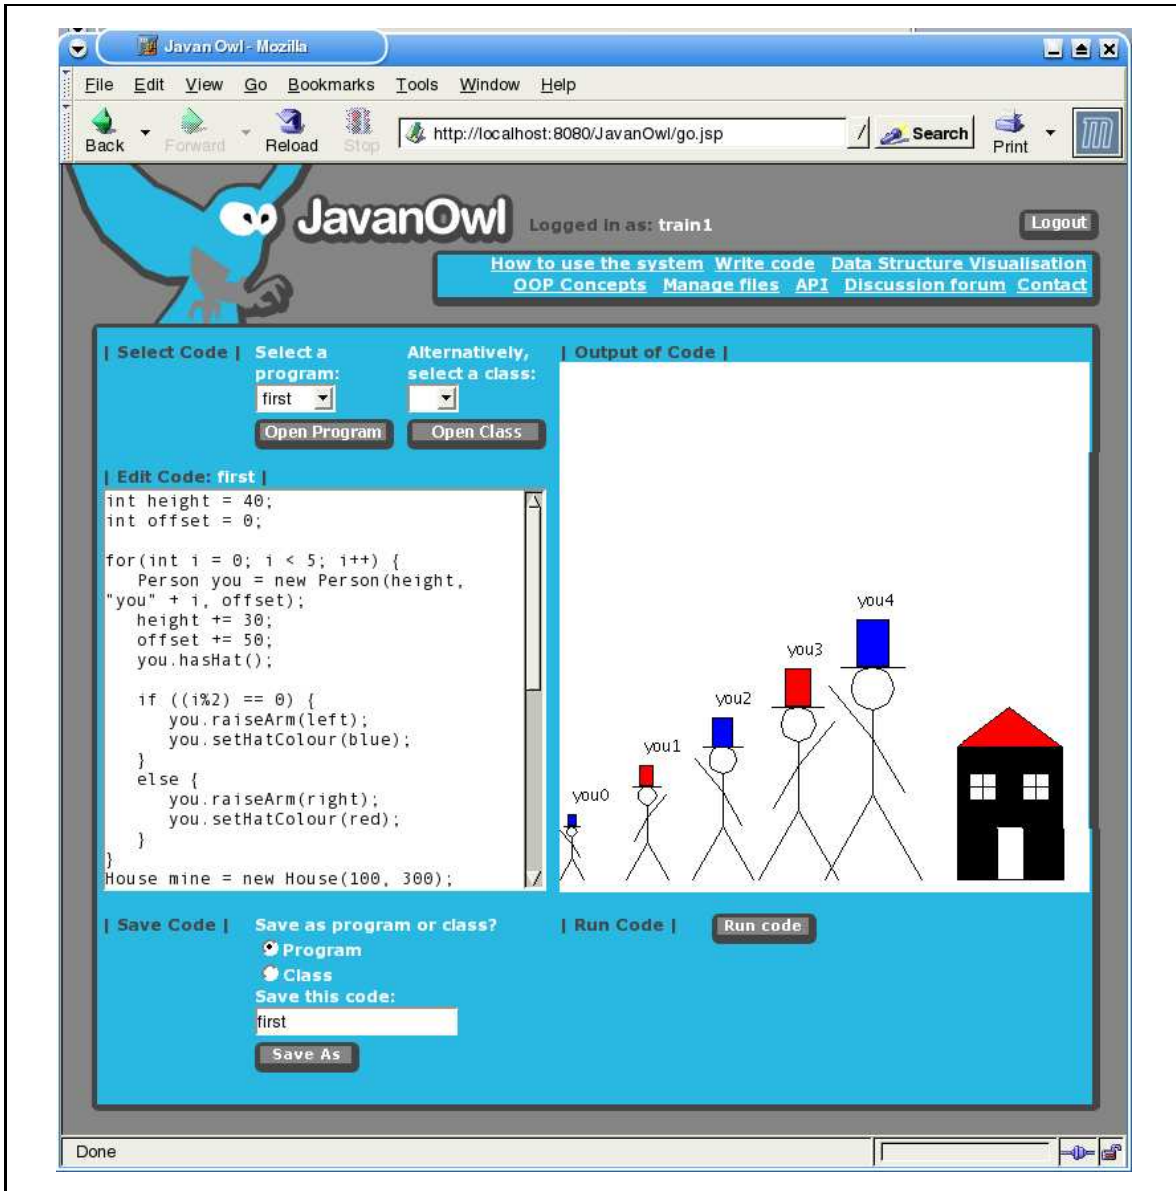 Javan Owl - Mozilla
File Edit View Go Bookmarks Tools Window Help
Back Forward Reload Stop http://localhost:8080/JavanOwl/go.jsp Search Print
JavanOwl Logged in as: train1 Logout
How to use the system Write code Data Structure Visualisation
OOP Concepts Manage files API Discussion forum Contact
| Select Code | Select a program: Alternatively, select a class:
first
Open Program Open Class
| Edit Code: first |
int height = 40;
int offset = 0;
for(int i = 0; i < 5; i++) {
Person you = new Person(height,
"you" + i, offset);
height += 30;
offset += 50;
you.hasHat();
if ((i%2) == 0) {
you.raiseArm(left);
you.setHatColour(blue);
}
else {
you.raiseArm(right);
you.setHatColour(red);
}
}
House mine = new House(100, 300);
| Output of Code |
you0
you1
you2
you3
you4
| Save Code | Save as program or class?
Program
Class
Save this code:
first
Save As
| Run Code | Run code
Done